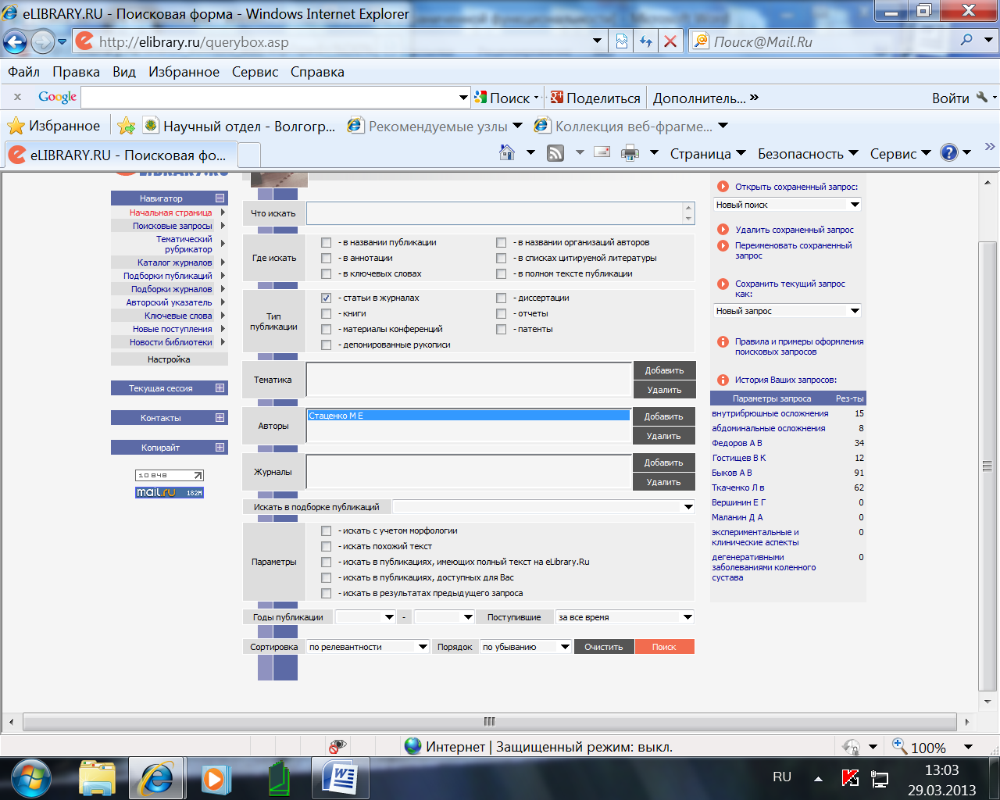 eLIBRARY.RU - Поисковая форма - Windows Internet Explorer
http://elibrary.ru/querybox.asp
Поиск@Mail.Ru
Файл Правка Вид Избранное Сервис Справка
x Google Поиск Поделиться Дополнитель... » Войти
Избранное Научный отдел - Волгогр... Рекомендуемые узлы Коллекция веб-фрагме...
eLIBRARY.RU - Поисковая фо... Страница Безопасность Сервис »
Навигатор
Начальная страница
Поисковые запросы
Тематический
рубрикатор
Каталог журналов
Подборки публикаций
Подборки журналов
Авторский указатель
Ключевые слова
Новые поступления
Новости библиотеки
Настройка
Текущая сессия
Контакты
Копирайт
10 848
mail.ru 182M
Что искать
Где искать
- в названии публикации
- в названии организаций авторов
- в аннотации
- в списках цитируемой литературы
- в ключевых словах
- в полном тексте публикации
Тип
публикации
- статьи в журналах
- диссертации
- книги
- отчеты
- материалы конференций
- патенты
- депонированные рукописи
Тематика
Добавить
Удалить
Авторы
Стаценко М Е
Добавить
Удалить
Журналы
Добавить
Удалить
Искать в подборке публикаций
Параметры
- искать с учетом морфологии
- искать похожий текст
- искать в публикациях, имеющих полный текст на eLibrary.Ru
- искать в публикациях, доступных для Вас
- искать в результатах предыдущего запроса
Годы публикации - Поступившие за все время
Сортировка по релевантности Порядок по убыванию Очистить Поиск
Открыть сохраненный запрос:
Новый поиск
Удалить сохраненный запрос
Переименовать сохраненный
запрос
Сохранить текущий запрос
как:
Новый запрос
Правила и примеры оформления
поисковых запросов
История Ваших запросов:
Параметры запроса Рез-ты
внутрибрюшные осложнения 15
абдоминальные осложнения 8
Федоров А В 34
Гостищев В К 12
Быков А В 91
Ткаченко Л в 62
Вершинин Е Г 0
Маланин Д А 0
экспериментальные и 0
клинические аспекты
дегенеративными 0
заболеваниями коленного
сустава
Интернет | Защищенный режим: выкл.
100%
RU
13:03
29.03.2013